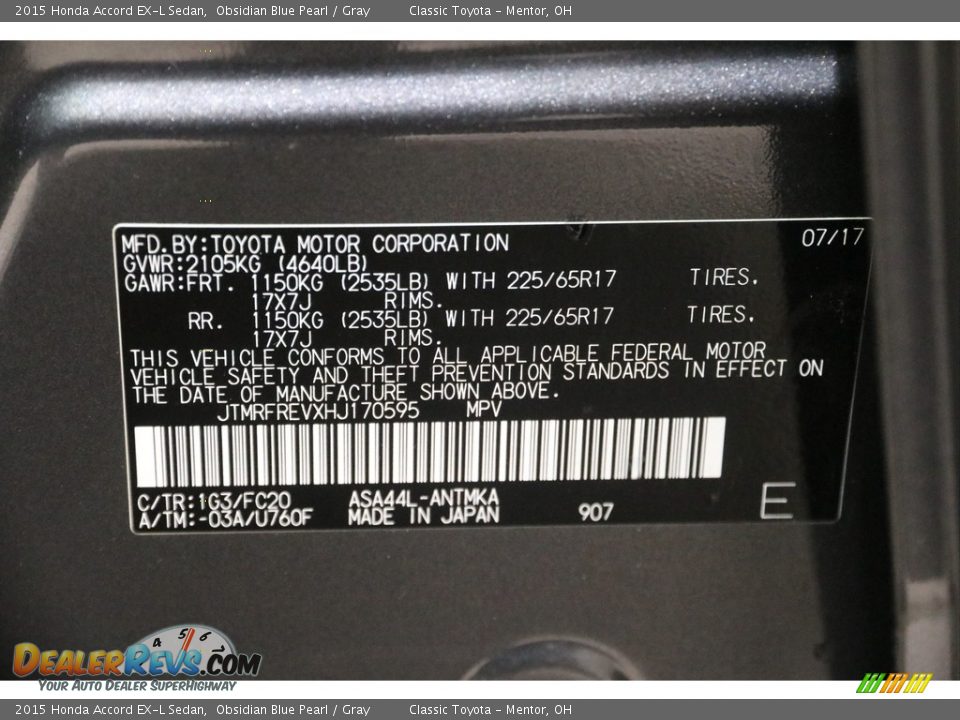 2015 Honda Accord EX-L Sedan, Obsidian Blue Pearl / Gray Classic Toyota - Mentor, OH
MFD.BY:TOYOTA MOTOR CORPORATION 07/17
GVWR:2105KG (4640LB)
GAWR:FRT. 1150KG (2535LB) WITH 225/65R17 TIRES.
17X7J RIMS.
RR. 1150KG (2535LB) WITH 225/65R17 TIRES.
17X7J RIMS.
THIS VEHICLE CONFORMS TO ALL APPLICABLE FEDERAL MOTOR
VEHICLE SAFETY AND THEFT PREVENTION STANDARDS IN EFFECT ON
THE DATE OF MANUFACTURE SHOWN ABOVE.
JTMRFREVXHJ170595 MPV
C/TR:1G3/FC20 ASA44L-ANTMKA
A/TM:-03A/U760F MADE IN JAPAN 907 E
4 5 6
DEALERREVS.COM
YOUR AUTO DEALER SUPERHIGHWAY
2015 Honda Accord EX-L Sedan, Obsidian Blue Pearl / Gray Classic Toyota - Mentor, OH